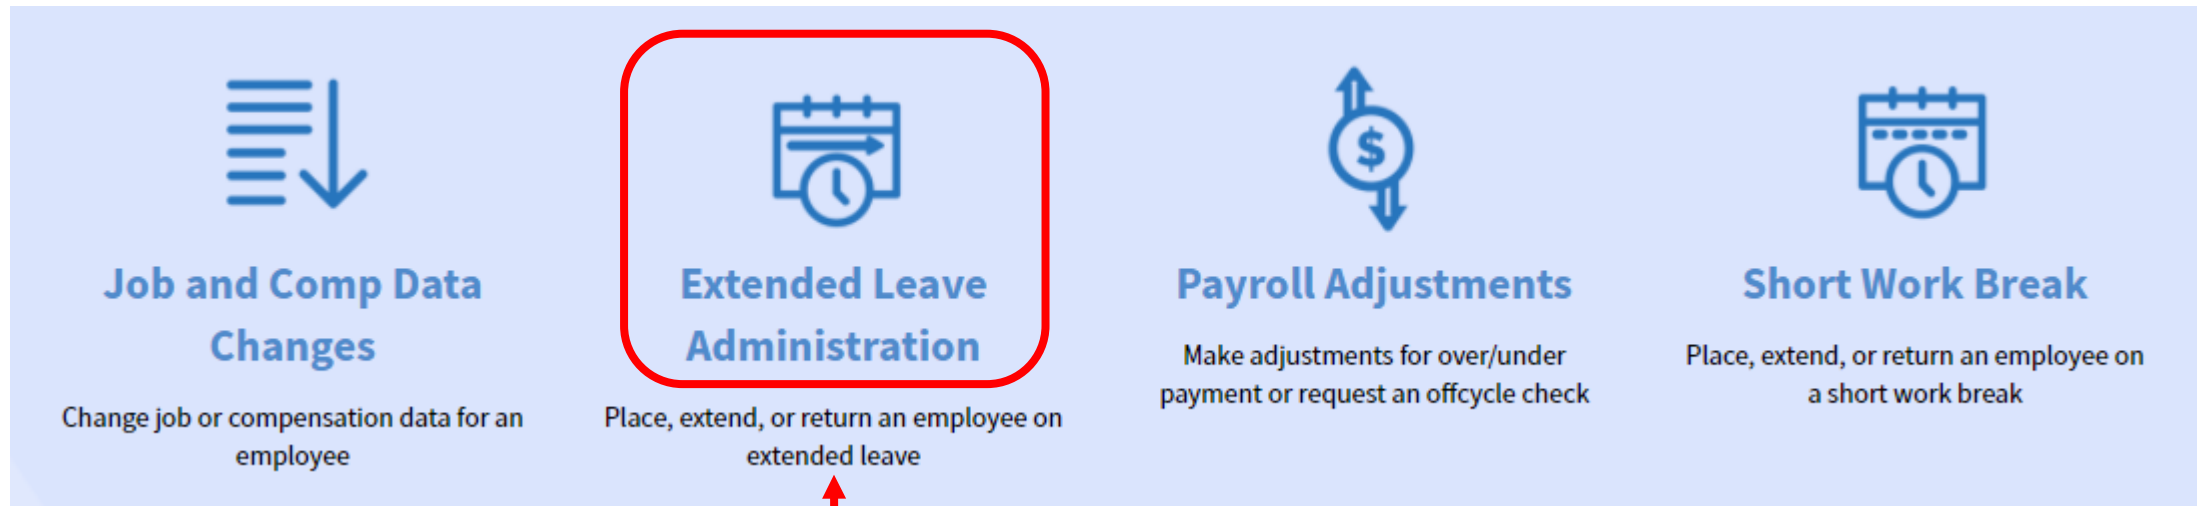 Job and Comp Data
Changes
Change job or compensation data for an
employee
Extended Leave
Administration
Place, extend, or return an employee on
extended leave
$
Payroll Adjustments
Make adjustments for over/under
payment or request an offcycle check
Short Work Break
Place, extend, or return an employee on
a short work break